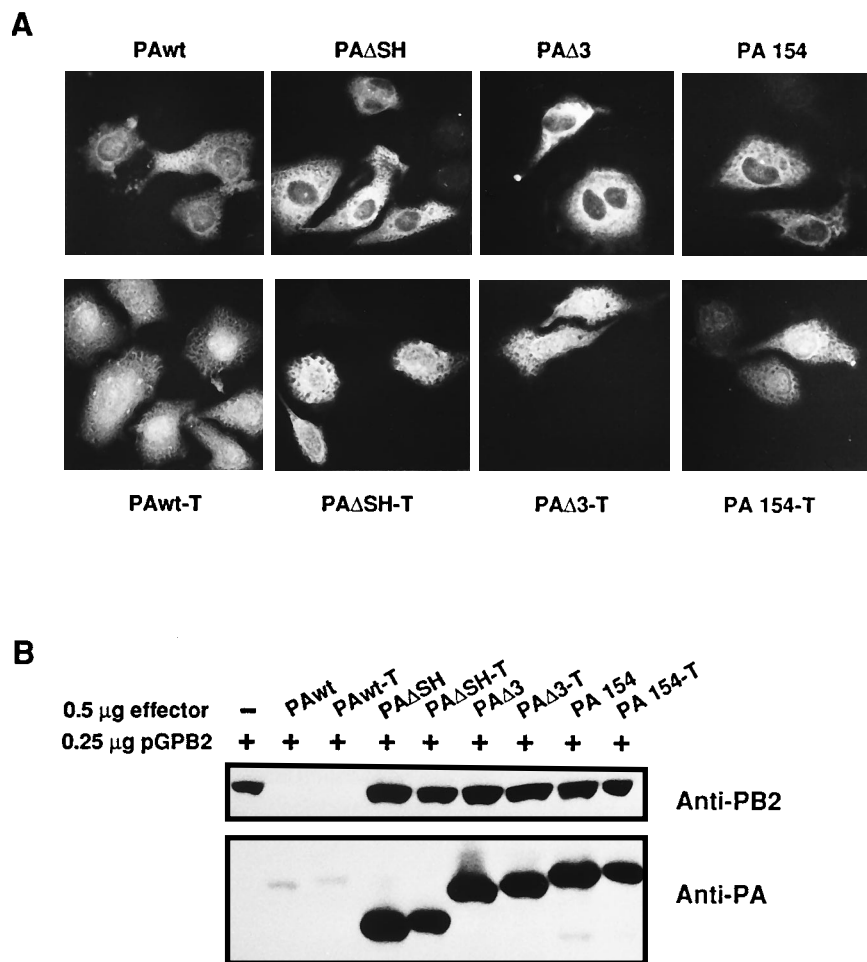 A
PAwt PAΔSH PAΔ3 PA 154
PAwt-T PAΔSH-T PAΔ3-T PA 154-T
B
PAwt PAwt-T PAΔSH PAΔSH-T PAΔ3 PAΔ3-T PA 154 PA 154-T
0.5 μg effector –
0.25 μg pGPB2 + + + + + + + + +
Anti-PB2
Anti-PA